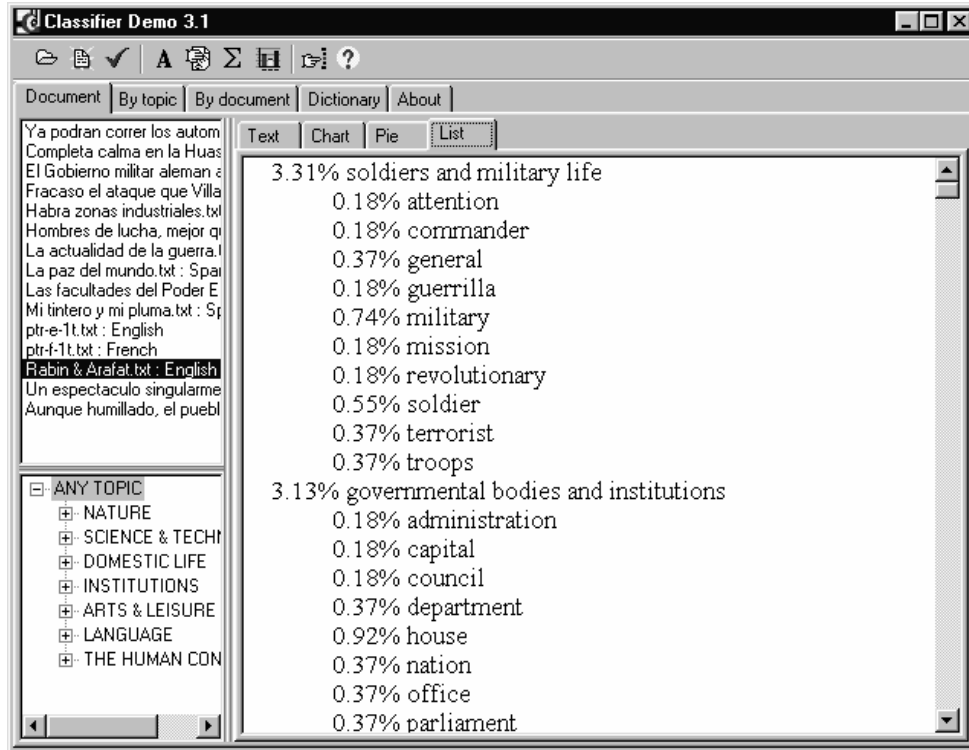 Classifier Demo 3.1
Document By topic By document Dictionary About
Ya podran correr los autom
Completa calma en la Huas
El Gobierno militar aleman a
Fracaso el ataque que Villa
Habra zonas industriales.txt
Hombres de lucha, mejor qu
La actualidad de la guerra.t
La paz del mundo.txt : Spar
Las facultades del Poder E
Mi tintero y mi pluma.txt : Sp
ptr-e-1t.txt : English
ptr-f-1t.txt : French
Rabin & Arafat.txt : English
Un espectaculo singularme
Aunque humillado, el puebl
ANY TOPIC
NATURE
SCIENCE & TECHN
DOMESTIC LIFE
INSTITUTIONS
ARTS & LEISURE
LANGUAGE
THE HUMAN CON
Text Chart Pie List
3.31% soldiers and military life
0.18% attention
0.18% commander
0.37% general
0.18% guerrilla
0.74% military
0.18% mission
0.18% revolutionary
0.55% soldier
0.37% terrorist
0.37% troops
3.13% governmental bodies and institutions
0.18% administration
0.18% capital
0.18% council
0.37% department
0.92% house
0.37% nation
0.37% office
0.37% parliament